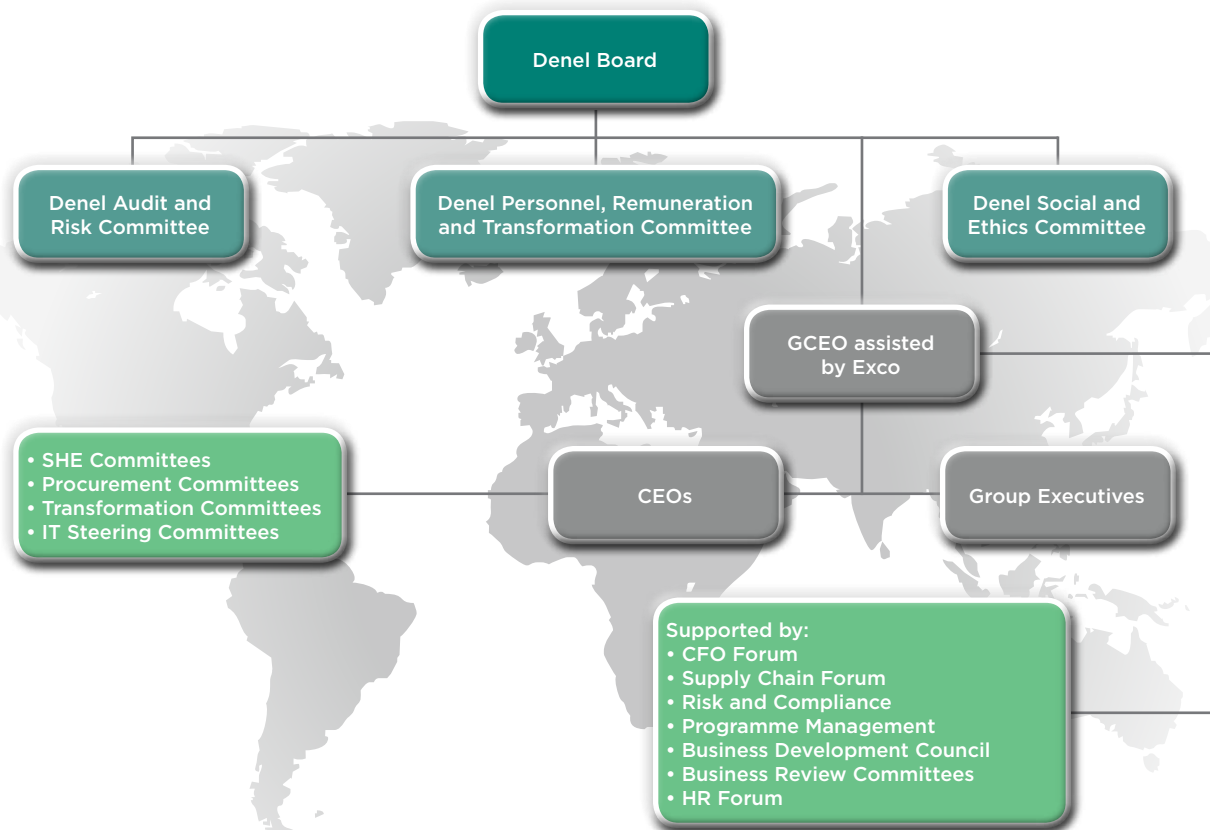 Denel Board
Denel Audit and
Risk Committee
Denel Personnel, Remuneration
and Transformation Committee
Denel Social and
Ethics Committee
GCEO assisted
by Exco
• SHE Committees
• Procurement Committees
• Transformation Committees
• IT Steering Committees
CEOs
Group Executives
Supported by:
• CFO Forum
• Supply Chain Forum
• Risk and Compliance
• Programme Management
• Business Development Council
• Business Review Committees
• HR Forum